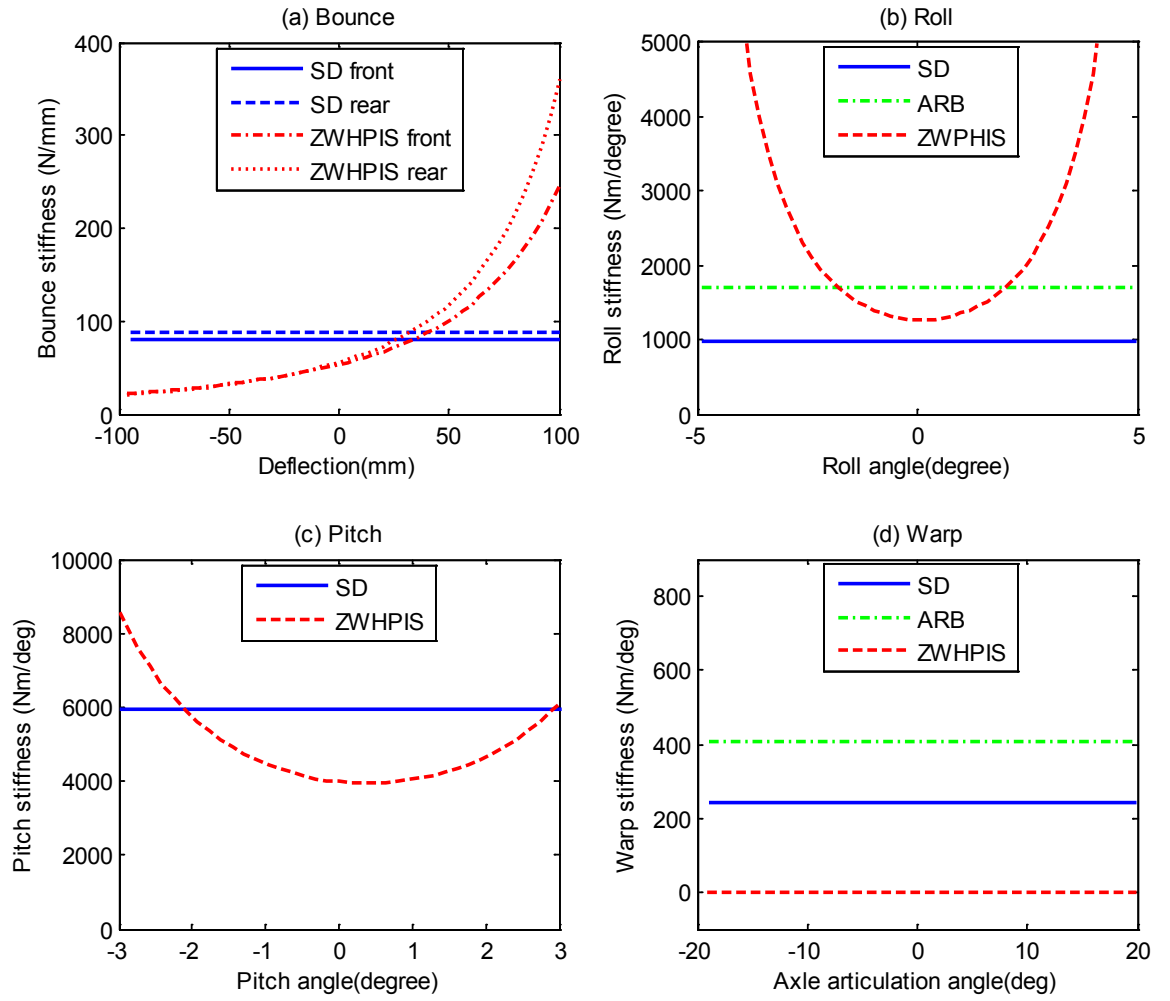 (a) Bounce
400
300
200
100
0
-100
-50
0
50
100
Bounce stiffness (N/mm)
Deflection(mm)
SD front
SD rear
ZWHPIS front
ZWHPIS rear
(b) Roll
5000
4000
3000
2000
1000
0
-5
0
5
Roll stiffness (Nm/degree)
Roll angle(degree)
SD
ARB
ZWPHIS
(c) Pitch
10000
8000
6000
4000
2000
0
-3
-2
-1
0
1
2
3
Pitch stiffness (Nm/deg)
Pitch angle(degree)
SD
ZWHPIS
(d) Warp
800
600
400
200
0
-20
-10
0
10
20
Warp stiffness (Nm/deg)
Axle articulation angle(deg)
SD
ARB
ZWHPIS